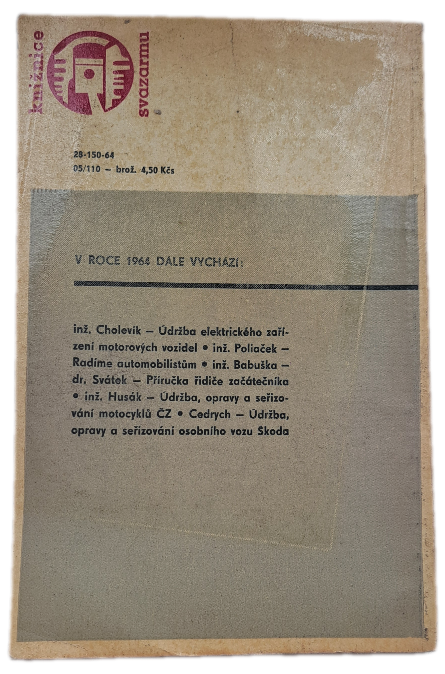 knižnice
svazarmu
28-150-64
05/110 — brož. 4,50 Kčs
V ROCE 1964 DÁLE VYCHÁZÍ:
inž. Cholevík — Údržba elektrického zaří-
zení motorových vozidel • inž. Poliaček —
Radíme automobilistům • inž. Babuška —
dr. Svátek — Příručka řidiče začátečníka
• inž. Husák — Údržba, opravy a seřizo-
vání motocyklů ČZ • Cedrych — Údržba,
opravy a seřizování osobního vozu Škoda